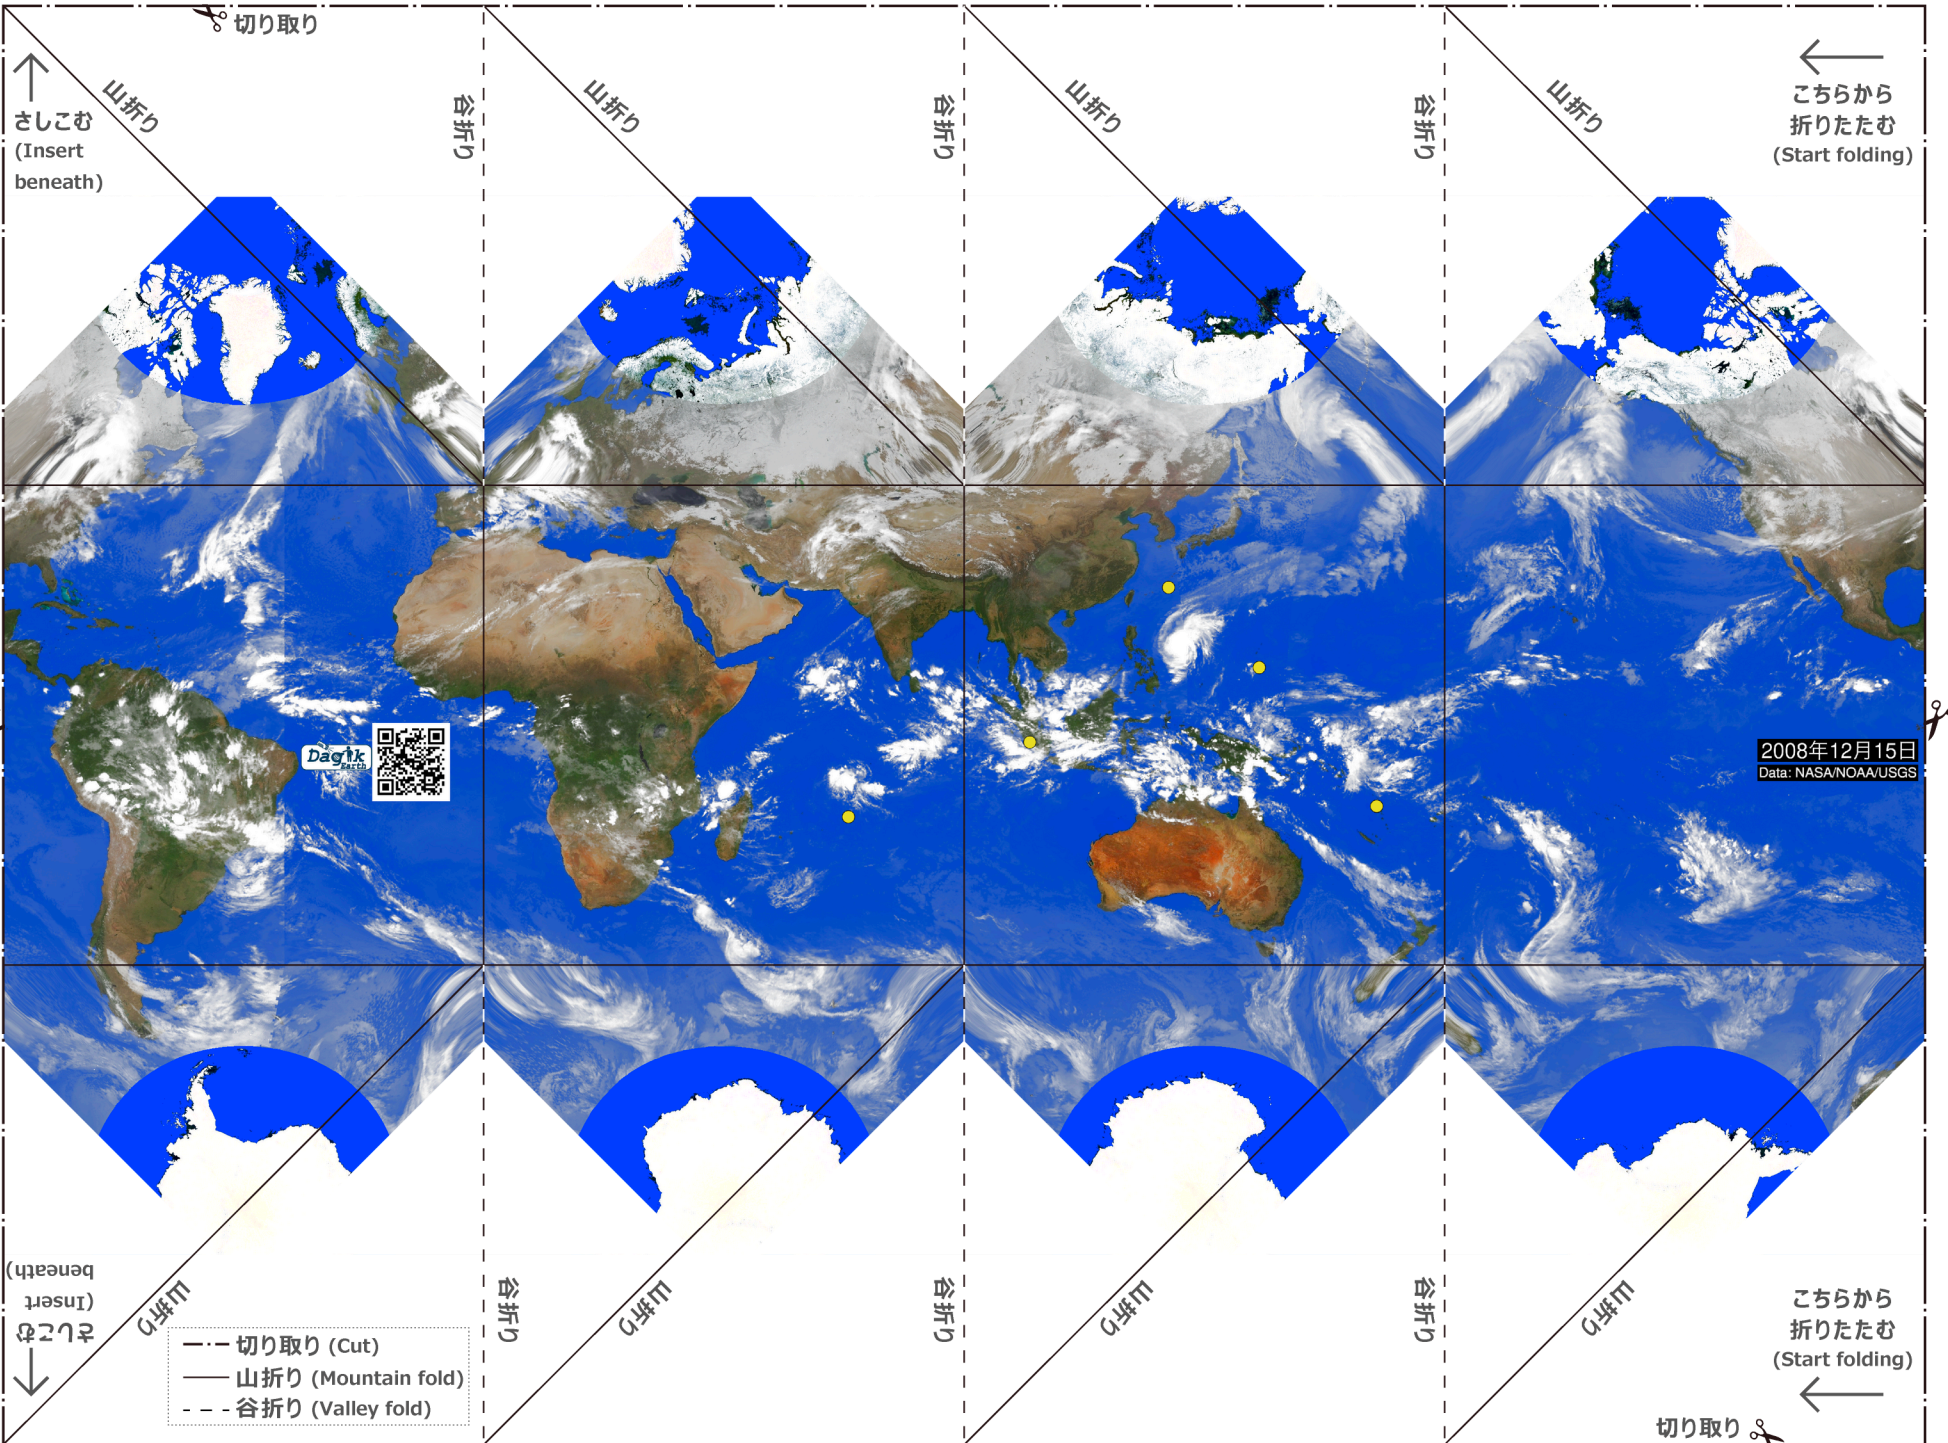 切り取り
さしこむ
(Insert
beneath)
山折り
谷折り
山折り
谷折り
山折り
谷折り
山折り
こちらから
折りたたむ
(Start folding)
Dagik
Earth
2008年12月15日
Data: NASA/NOAA/USGS
さしこむ
(Insert
beneath)
山折り
谷折り
山折り
谷折り
山折り
谷折り
山折り
こちらから
折りたたむ
(Start folding)
切り取り (Cut)
山折り (Mountain fold)
谷折り (Valley fold)
切り取り